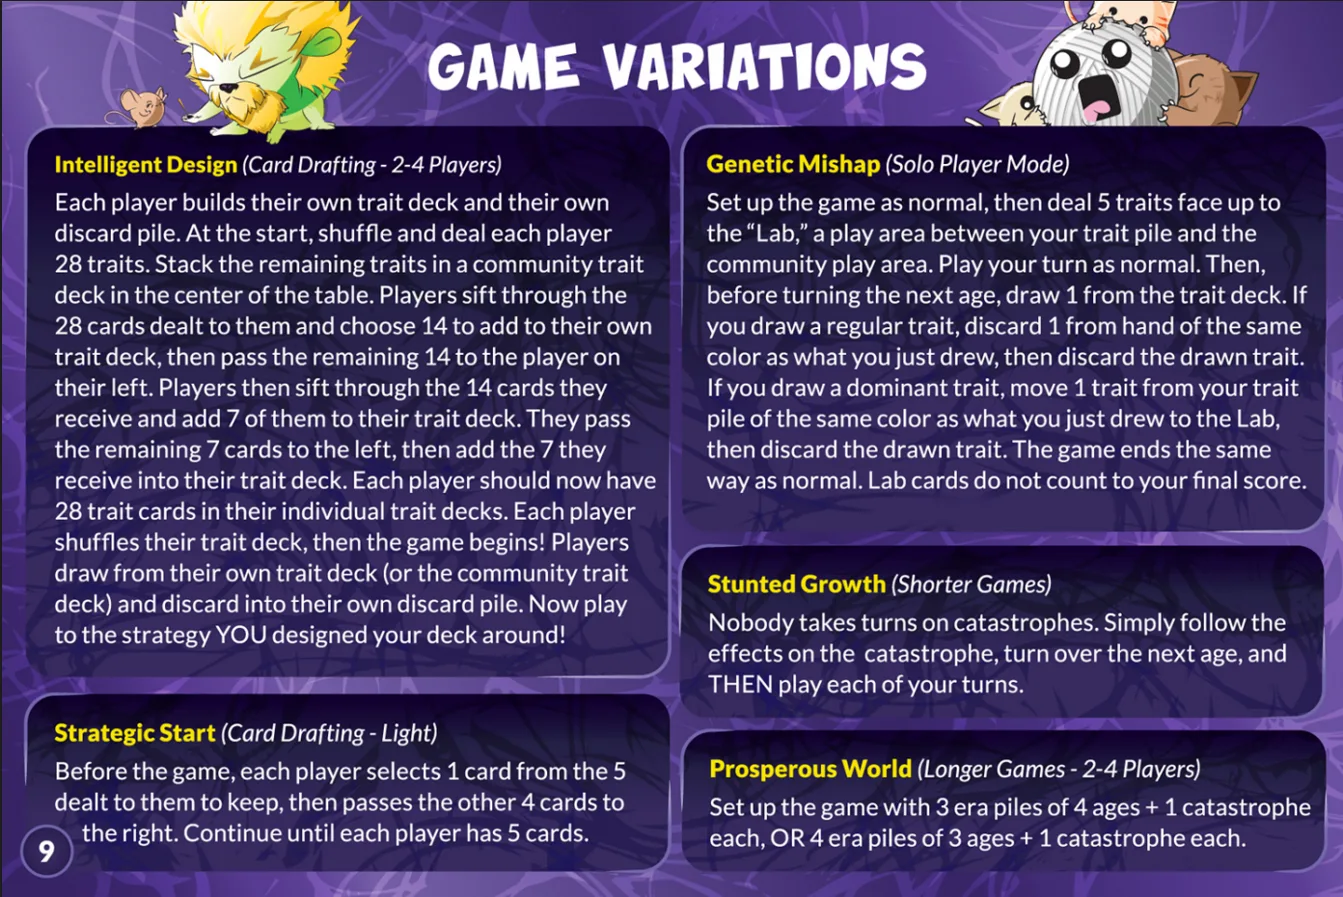 GAME VARIATIONS
Intelligent Design (Card Drafting - 2-4 Players)
Each player builds their own trait deck and their own
discard pile. At the start, shuffle and deal each player
28 traits. Stack the remaining traits in a community trait
deck in the center of the table. Players sift through the
28 cards dealt to them and choose 14 to add to their own
trait deck, then pass the remaining 14 to the player on
their left. Players then sift through the 14 cards they
receive and add 7 of them to their trait deck. They pass
the remaining 7 cards to the left, then add the 7 they
receive into their trait deck. Each player should now have
28 trait cards in their individual trait decks. Each player
shuffles their trait deck, then the game begins! Players
draw from their own trait deck (or the community trait
deck) and discard into their own discard pile. Now play
to the strategy YOU designed your deck around!
Strategic Start (Card Drafting - Light)
Before the game, each player selects 1 card from the 5
dealt to them to keep, then passes the other 4 cards to
the right. Continue until each player has 5 cards.
9
Genetic Mishap (Solo Player Mode)
Set up the game as normal, then deal 5 traits face up to
the “Lab,” a play area between your trait pile and the
community play area. Play your turn as normal. Then,
before turning the next age, draw 1 from the trait deck. If
you draw a regular trait, discard 1 from hand of the same
color as what you just drew, then discard the drawn trait.
If you draw a dominant trait, move 1 trait from your trait
pile of the same color as what you just drew to the Lab,
then discard the drawn trait. The game ends the same
way as normal. Lab cards do not count to your final score.
Stunted Growth (Shorter Games)
Nobody takes turns on catastrophes. Simply follow the
effects on the catastrophe, turn over the next age, and
THEN play each of your turns.
Prosperous World (Longer Games - 2-4 Players)
Set up the game with 3 era piles of 4 ages + 1 catastrophe
each, OR 4 era piles of 3 ages + 1 catastrophe each.